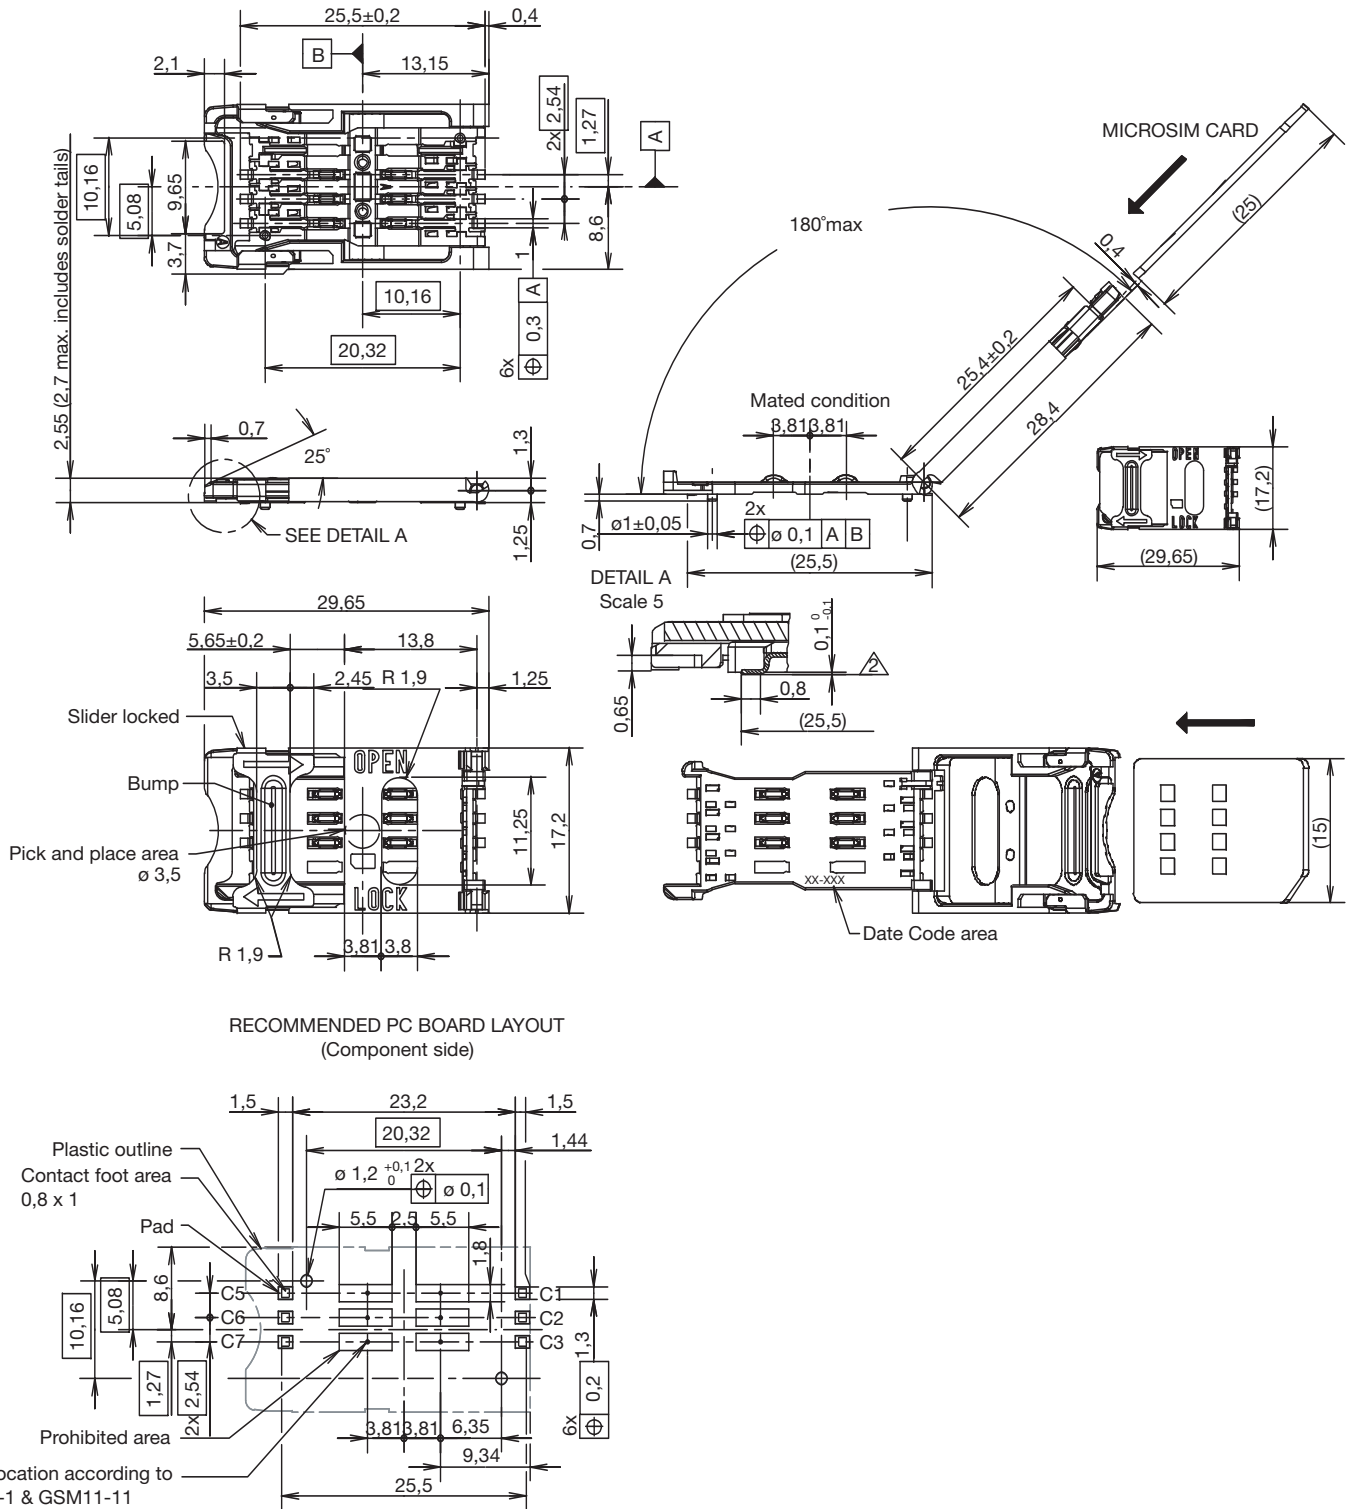 25,5±0,2
0,4
B
13,15
2,1
2x 2,54
1,27
A
10,16
5,08
9,65
3,7
8,6
1
10,16
20,32
6x ⌖ 0,3 A
2,55 (2,7 max. includes solder tails)
MICROSIM CARD
180°max
(25)
0,4
25,4±0,2
28,4
0,7
25°
1,3
1,25
SEE DETAIL A
Mated condition
3,81 3,81
0,7
ø1±0,05
2x
⌖ ø 0,1 A B
(25,5)
OPEN
LOCK
(17,2)
(29,65)
DETAIL A
Scale 5
0,1 0 -0,1
2
0,65
0,8
(25,5)
29,65
5,65±0,2
13,8
3,5
2,45
R 1,9
1,25
Slider locked
OPEN
Bump
Pick and place area
ø 3,5
11,25
17,2
LOCK
R 1,9
3,81 3,8
XX-XXX
Date Code area
(15)
RECOMMENDED PC BOARD LAYOUT
(Component side)
1,5
23,2
1,5
20,32
1,44
Plastic outline
Contact foot area
0,8 x 1
Pad
ø 1,2 +0,1 0 2x
⌖ ø 0,1
5,5
2,5
5,5
1,8
8,6
10,16
5,08
C5
C1
C6
C2
C7
C3
1,3
1,27
2x 2,54
6x ⌖ 0,2
Prohibited area
3,81 3,81
6,35
9,34
ocation according to
-1 & GSM11-11
25,5